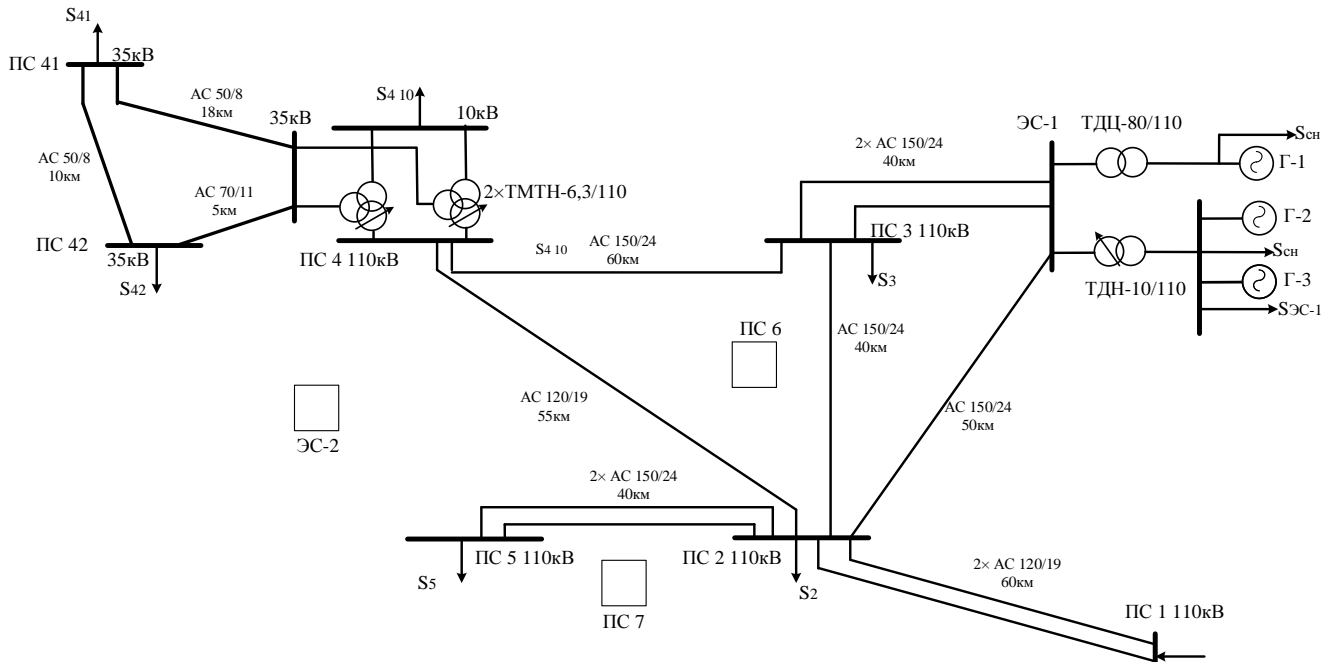 S41
ПС 41
35кВ
АС 50/8
18км
S4 10
10кВ
35кВ
АС 50/8
10км
АС 70/11
5км
2×ТМТН-6,3/110
ПС 42
35кВ
S42
ПС 4 110кВ
S4 10
АС 150/24
60км
2× АС 150/24
40км
ПС 3 110кВ
S3
ЭС-1
ТДЦ-80/110
Sсн
Г-1
Г-2
Sсн
ТДН-10/110
Г-3
SЭС-1
ПС 6
АС 150/24
40км
АС 120/19
55км
АС 150/24
50км
ЭС-2
2× АС 150/24
40км
ПС 5 110кВ
S5
ПС 7
ПС 2 110кВ
S2
2× АС 120/19
60км
ПС 1 110кВ